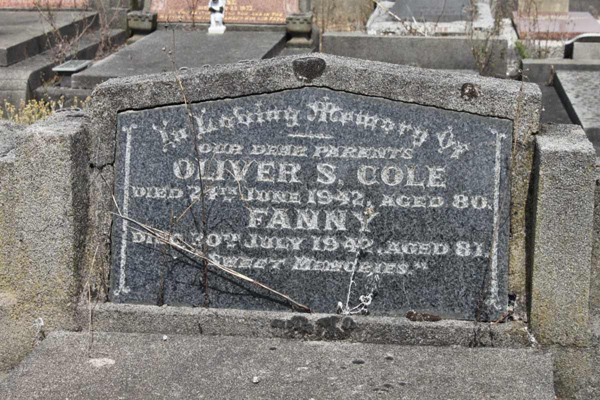 In Loving Memory Of
OUR DEAR PARENTS
OLIVER S. COLE
DIED 24TH JUNE 1942, AGED 80.
FANNY
DIED 20TH JULY 1942, AGED 81.
"SWEET MEMORIES."